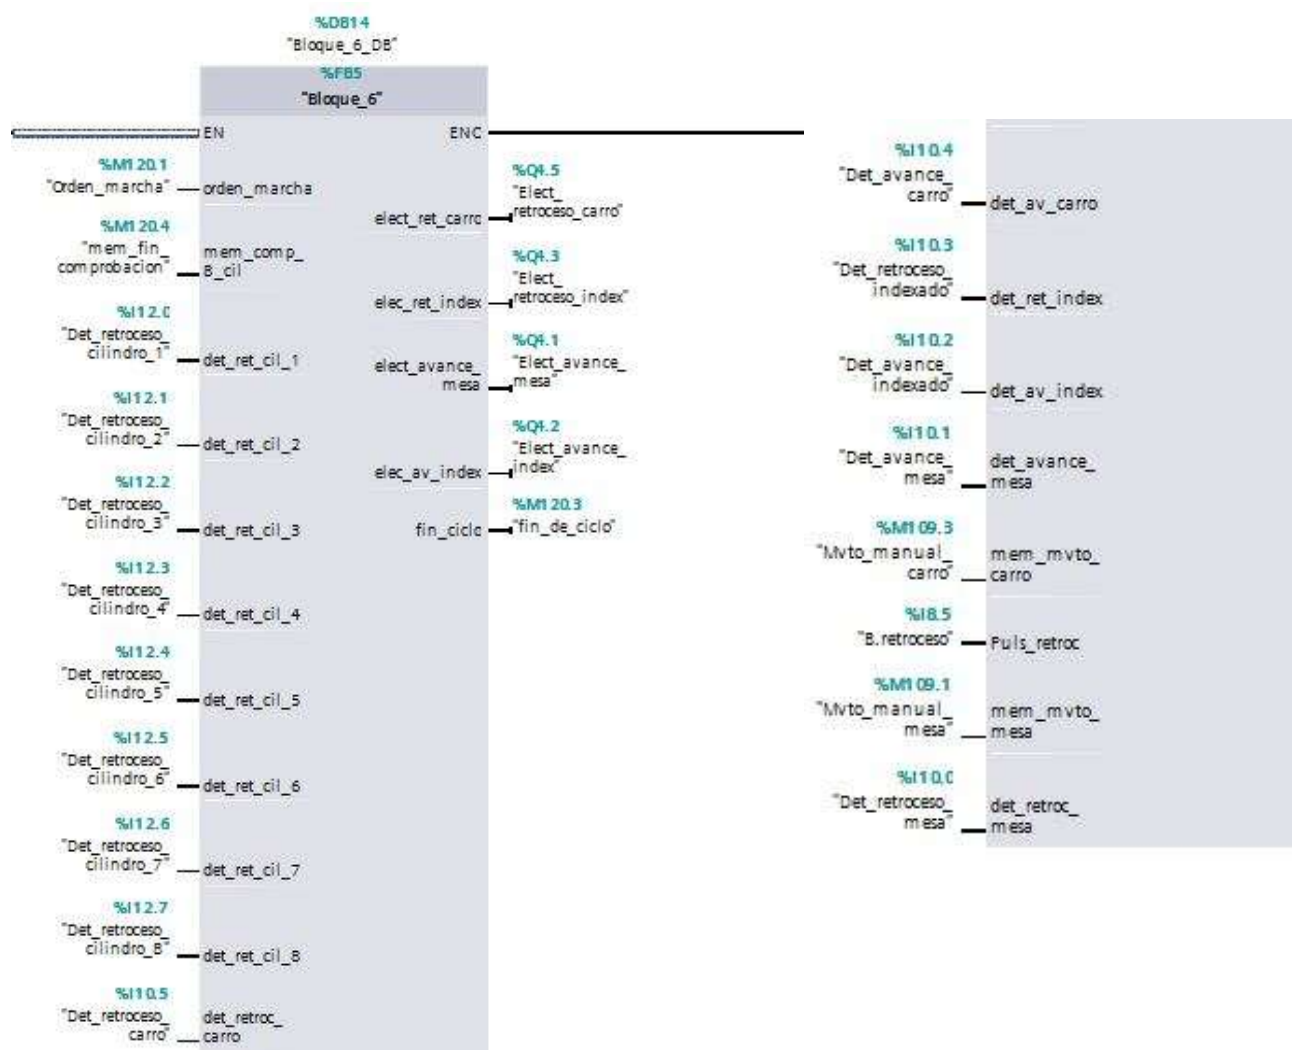 %DB14
"Bloque_6_DB"
%FB5
"Bloque_6"
EN
ENC
%M120.1
"Orden_marcha"
orden_marcha
%M120.4
"mem_fin_
comprobacion"
mem_comp_
8_cil
%I12.0
"Det_retroceso_
cilindro_1"
det_ret_cil_1
%I12.1
"Det_retroceso_
cilindro_2"
det_ret_cil_2
%I12.2
"Det_retroceso_
cilindro_3"
det_ret_cil_3
%I12.3
"Det_retroceso_
cilindro_4"
det_ret_cil_4
%I12.4
"Det_retroceso_
cilindro_5"
det_ret_cil_5
%I12.5
"Det_retroceso_
cilindro_6"
det_ret_cil_6
%I12.6
"Det_retroceso_
cilindro_7"
det_ret_cil_7
%I12.7
"Det_retroceso_
cilindro_8"
det_ret_cil_8
%I10.5
"Det_retroceso_
carro"
det_retroc_
carro
elect_ret_carro
%Q4.5
"Elect_
retroceso_carro"
elec_ret_index
%Q4.3
"Elect_
retroceso_index"
elect_avance_
mesa
%Q4.1
"Elect_avance_
mesa"
elec_av_index
%Q4.2
"Elect_avance_
index"
fin_ciclo
%M120.3
"fin_de_ciclo"
%I10.4
"Det_avance_
carro"
det_av_carro
%I10.3
"Det_retroceso_
indexado"
det_ret_index
%I10.2
"Det_avance_
indexado"
det_av_index
%I10.1
"Det_avance_
mesa"
det_avance_
mesa
%M109.3
"Mvto_manual_
carro"
mem_mvto_
carro
%I8.5
"B.retroceso"
Puls_retroc
%M109.1
"Mvto_manual_
mesa"
mem_mvto_
mesa
%I10.0
"Det_retroceso_
mesa"
det_retroc_
mesa